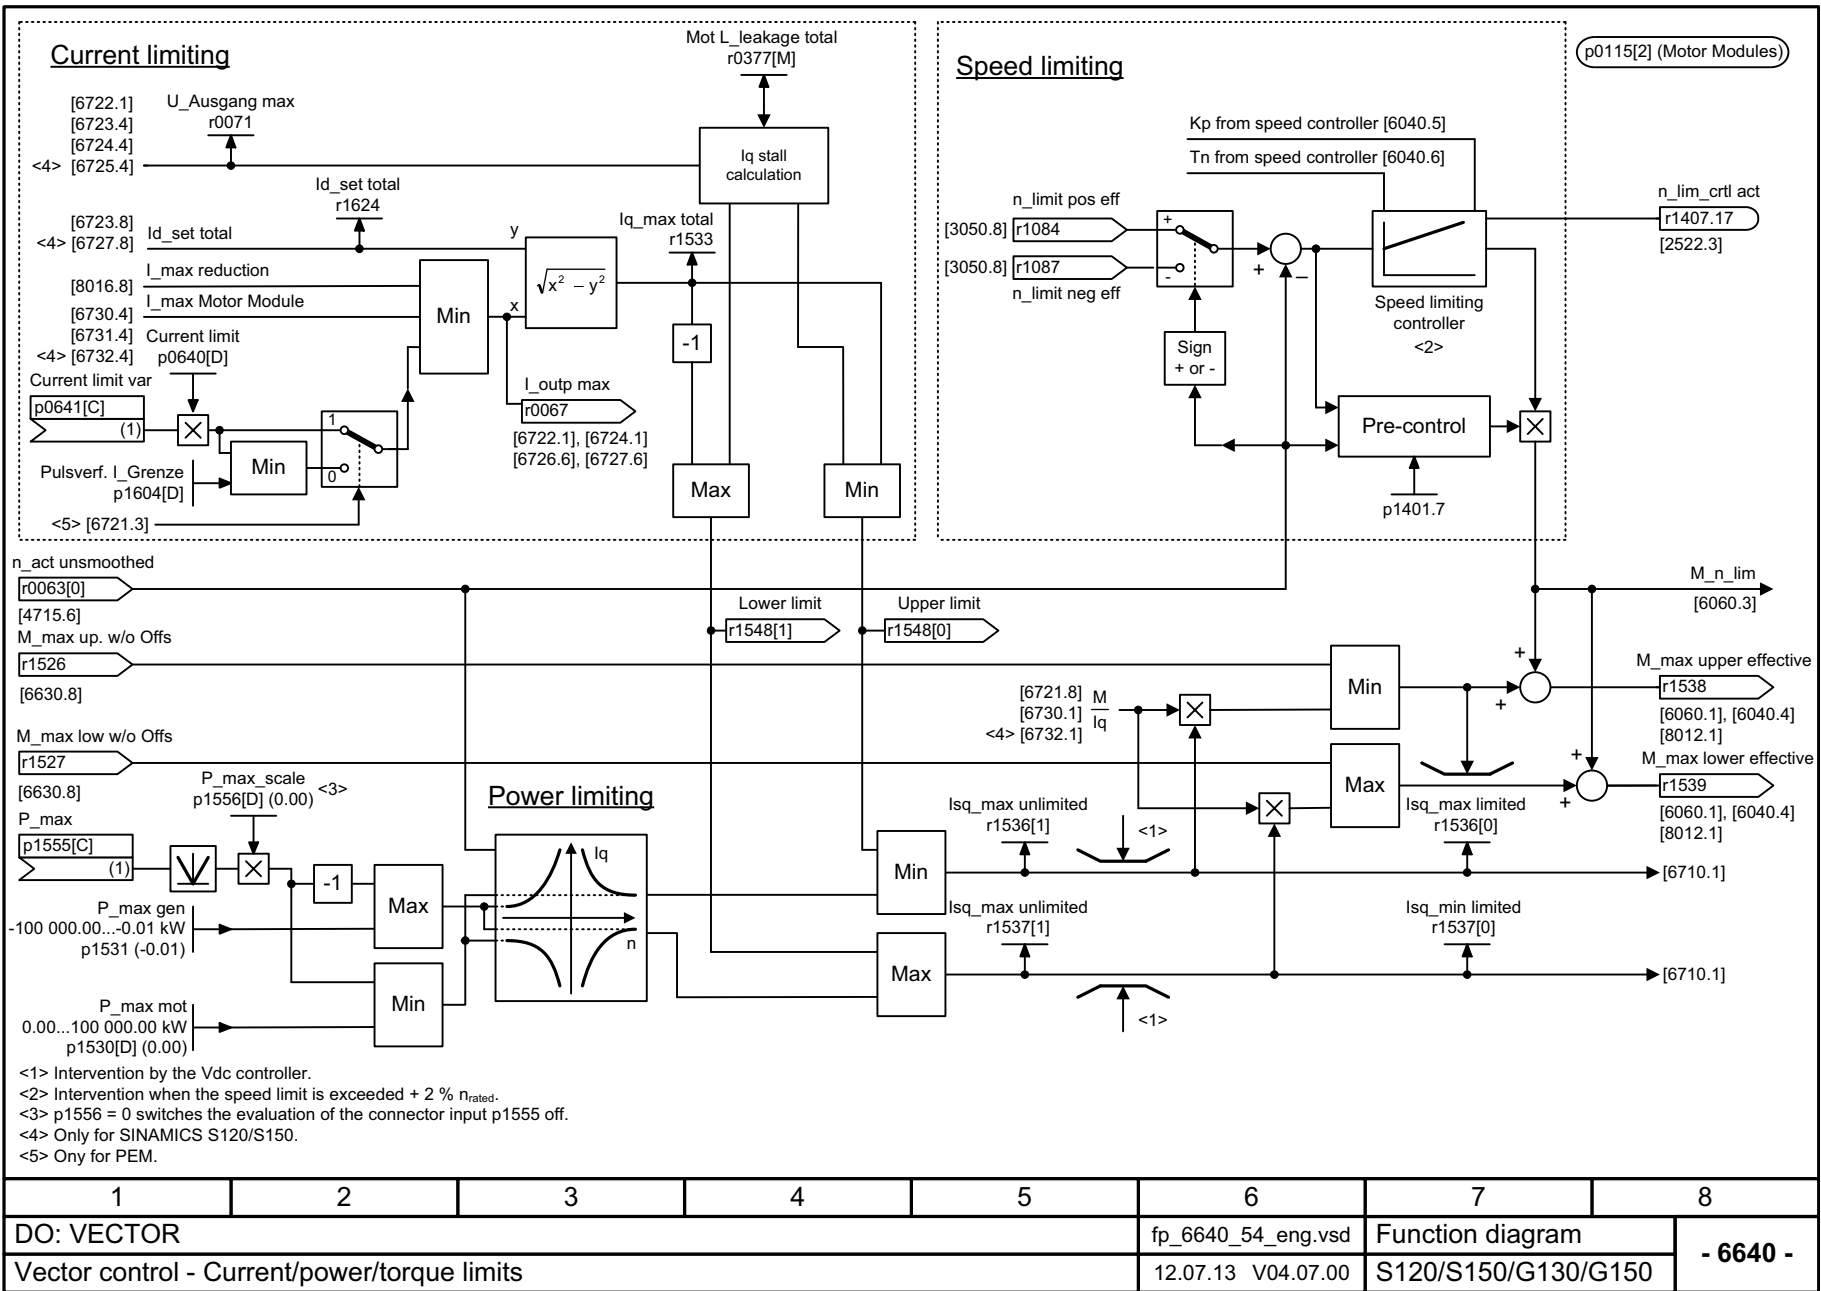 Current limiting
Mot L_leakage total
r0377[M]
[6722.1]
[6723.4]
[6724.4]
<4> [6725.4]
U_Ausgang max
r0071
Iq stall
calculation
Id_set total
r1624
[6723.8]
<4> [6727.8]
Id_set total
y
Iq_max total
r1533
I_max reduction
[8016.8]
I_max Motor Module
[6730.4]
[6731.4]
<4> [6732.4]
Min
x
√x² – y²
-1
Current limit
p0640[D]
Current limit var
p0641[C]
(1)
1
0
Min
Pulsverf. I_Grenze
p1604[D]
<5> [6721.3]
I_outp max
r0067
[6722.1], [6724.1]
[6726.6], [6727.6]
Max
Min
Speed limiting
p0115[2] (Motor Modules)
Kp from speed controller [6040.5]
Tn from speed controller [6040.6]
n_limit pos eff
[3050.8] r1084
[3050.8] r1087
n_limit neg eff
+
-
+
–
Sign
+ or -
Speed limiting
controller
<2>
n_lim_crtl act
r1407.17
[2522.3]
Pre-control
p1401.7
n_act unsmoothed
r0063[0]
[4715.6]
M_max up. w/o Offs
r1526
[6630.8]
Lower limit
r1548[1]
Upper limit
r1548[0]
M_n_lim
[6060.3]
[6721.8]
[6730.1]
<4> [6732.1]
M
Iq
Min
+
+
M_max upper effective
r1538
[6060.1], [6040.4]
[8012.1]
M_max low w/o Offs
r1527
[6630.8]
Max
+
+
M_max lower effective
r1539
[6060.1], [6040.4]
[8012.1]
P_max_scale
p1556[D] (0.00) <3>
P_max
p1555[C]
(1)
-1
Max
P_max gen
-100 000.00...-0.01 kW
p1531 (-0.01)
Min
P_max mot
0.00...100 000.00 kW
p1530[D] (0.00)
Power limiting
Iq
n
Min
Isq_max unlimited
r1536[1]
<1>
Isq_max limited
r1536[0]
[6710.1]
Max
Isq_max unlimited
r1537[1]
<1>
Isq_min limited
r1537[0]
[6710.1]
<1> Intervention by the Vdc controller.
<2> Intervention when the speed limit is exceeded + 2 % nrated.
<3> p1556 = 0 switches the evaluation of the connector input p1555 off.
<4> Only for SINAMICS S120/S150.
<5> Ony for PEM.
1 2 3 4 5 6 7 8
DO: VECTOR
fp_6640_54_eng.vsd
Function diagram
- 6640 -
Vector control - Current/power/torque limits
12.07.13 V04.07.00
S120/S150/G130/G150